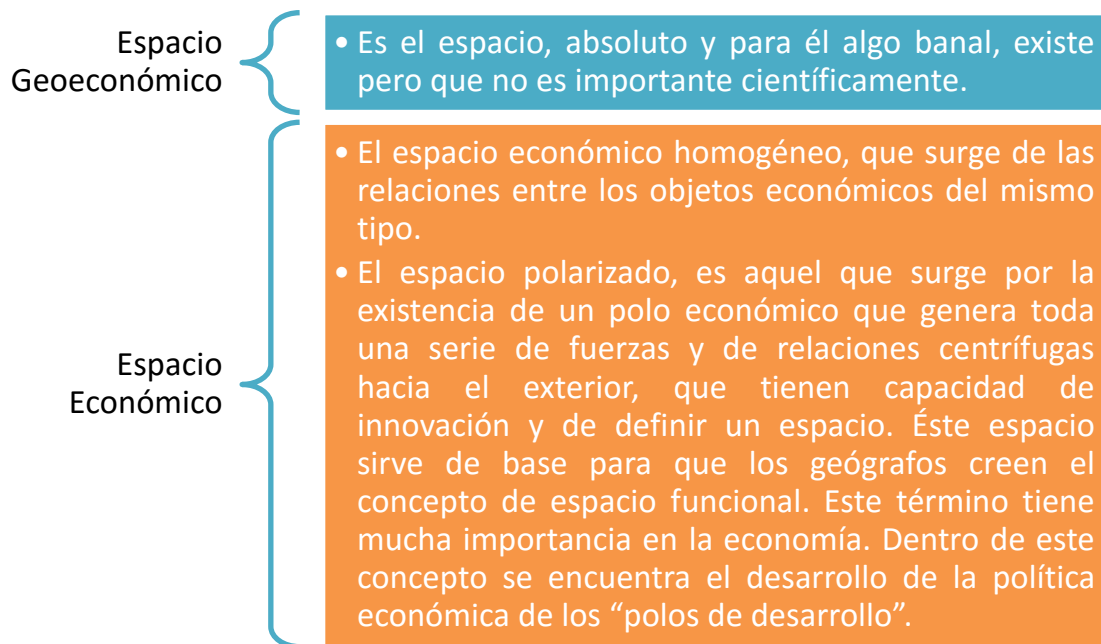 Espacio
Geoeconómico
• Es el espacio, absoluto y para él algo banal, existe
pero que no es importante científicamente.
Espacio
Económico
• El espacio económico homogéneo, que surge de las
relaciones entre los objetos económicos del mismo
tipo.
• El espacio polarizado, es aquel que surge por la
existencia de un polo económico que genera toda
una serie de fuerzas y de relaciones centrífugas
hacia el exterior, que tienen capacidad de
innovación y de definir un espacio. Éste espacio
sirve de base para que los geógrafos creen el
concepto de espacio funcional. Este término tiene
mucha importancia en la economía. Dentro de este
concepto se encuentra el desarrollo de la política
económica de los “polos de desarrollo”.